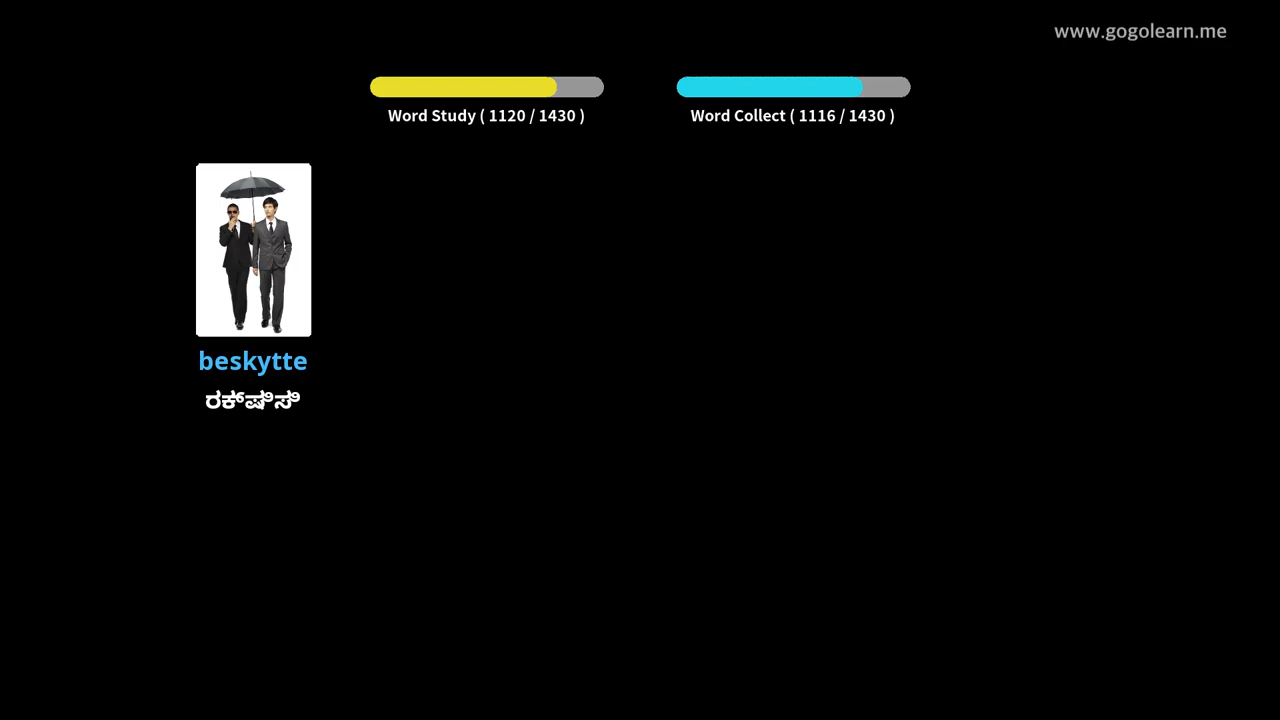 www.gogolearn.me
Word Study ( 1120 / 1430 )
Word Collect ( 1116 / 1430 )
beskytte
ರಕ್ಷಿಸಿ